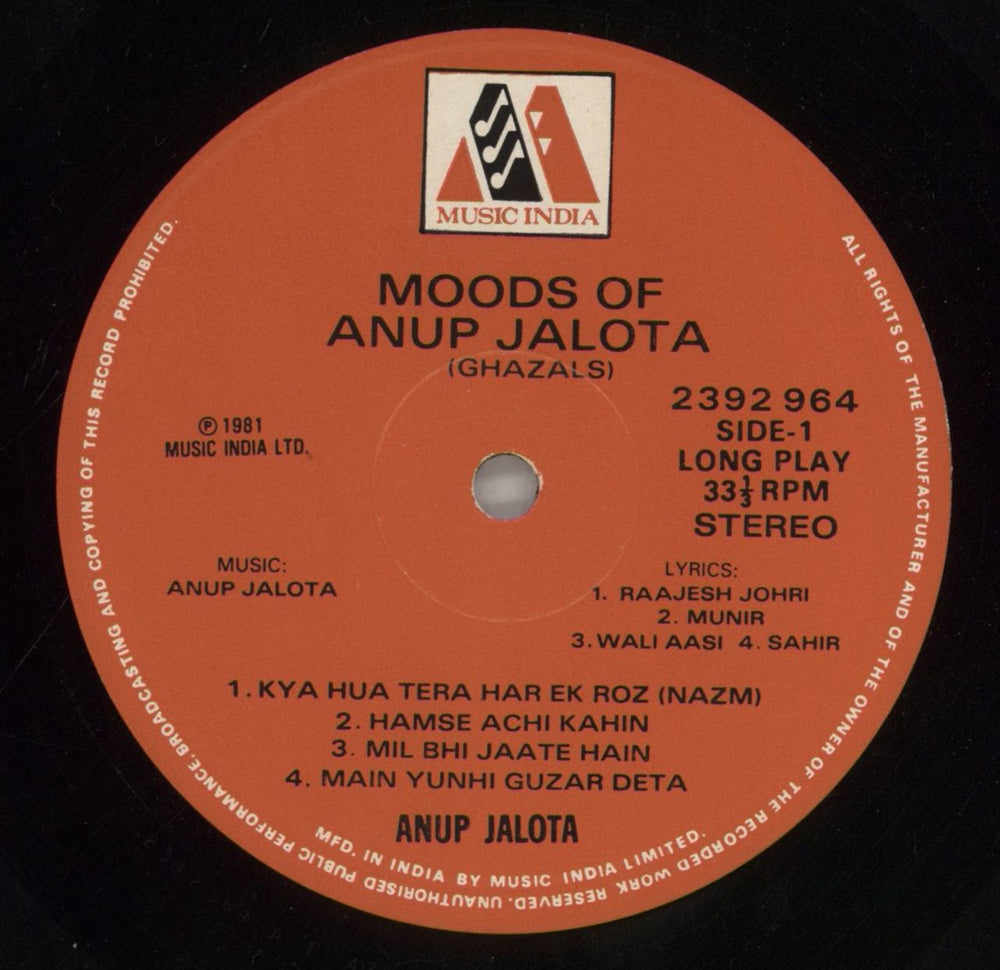 MUSIC INDIA
MOODS OF
ANUP JALOTA
(GHAZALS)
2392 964
SIDE-1
LONG PLAY
33⅓ RPM
STEREO
℗ 1981
MUSIC INDIA LTD.
MUSIC:
ANUP JALOTA
LYRICS:
1. RAAJESH JOHRI
2. MUNIR
3. WALI AASI 4. SAHIR
1. KYA HUA TERA HAR EK ROZ (NAZM)
2. HAMSE ACHI KAHIN
3. MIL BHI JAATE HAIN
4. MAIN YUNHI GUZAR DETA
ANUP JALOTA
MFD. IN INDIA BY MUSIC INDIA LIMITED.
ALL RIGHTS OF THE MANUFACTURER AND OF THE OWNER OF THE RECORDED WORK RESERVED. UNAUTHORISED PUBLIC PERFORMANCE. BROADCASTING AND COPYING OF THIS RECORD PROHIBITED.